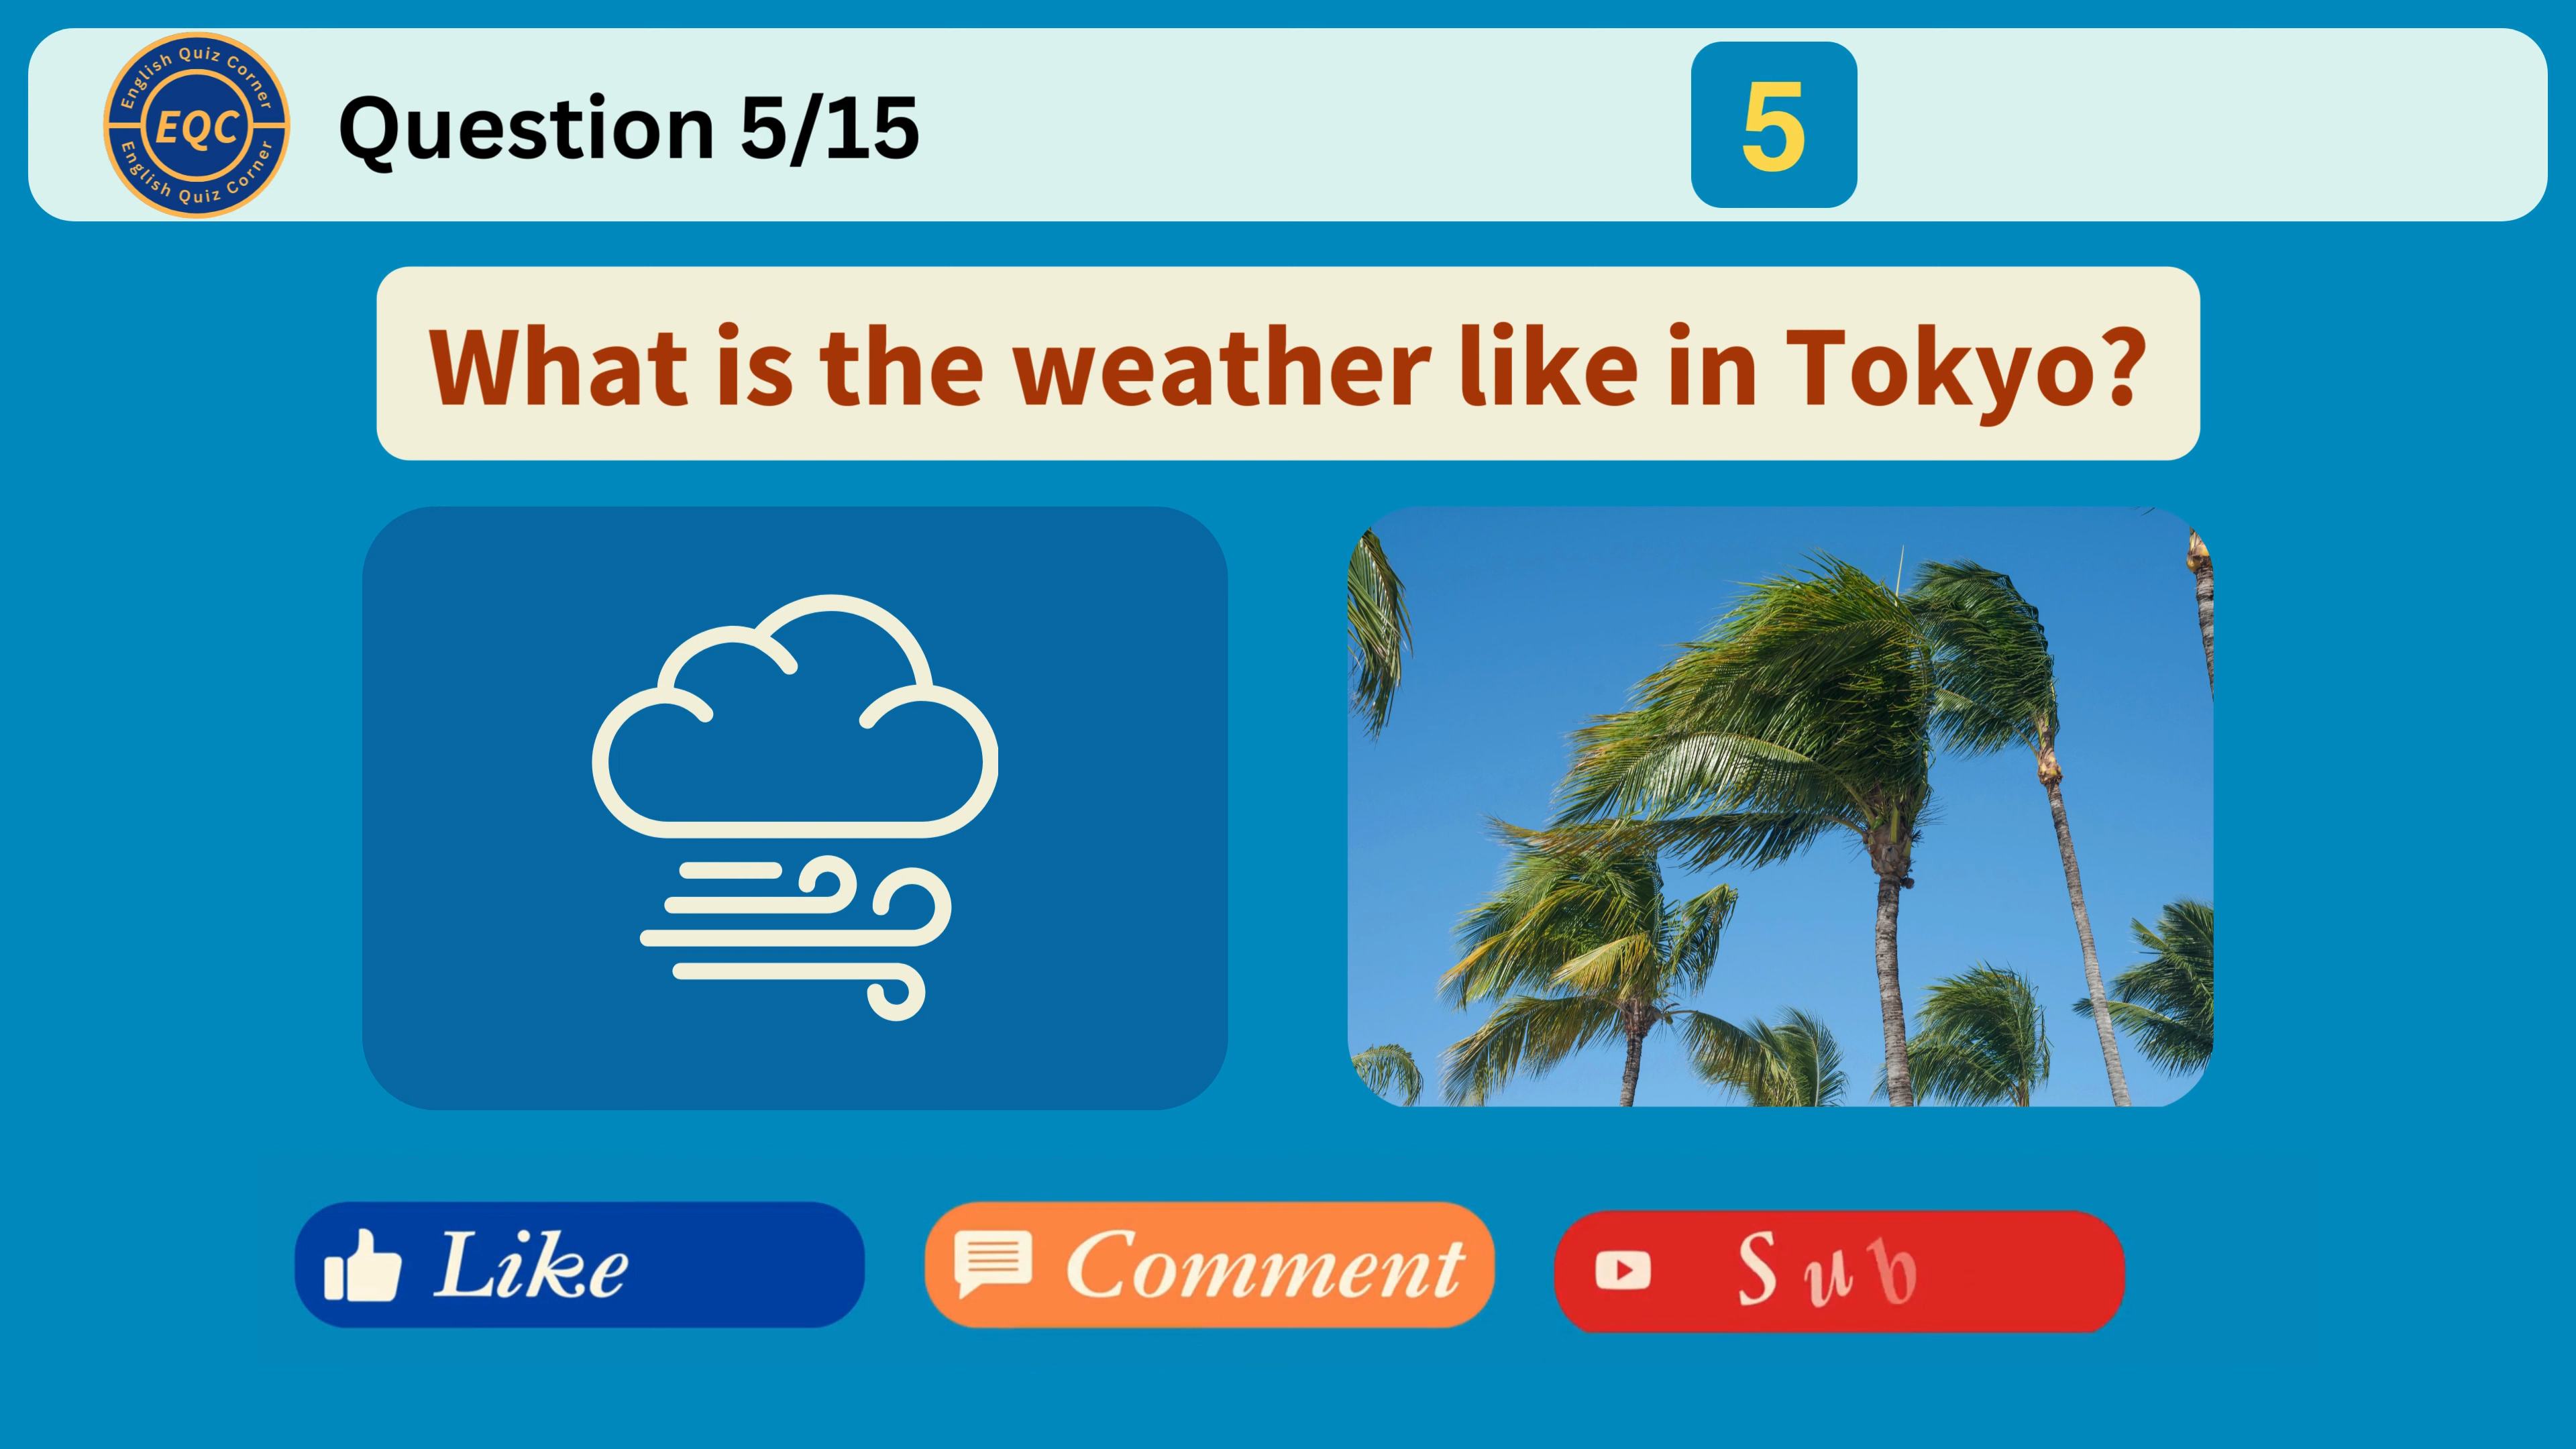 English Quiz Corner
EQC
English Quiz Corner
Question 5/15
5
What is the weather like in Tokyo?
Like
Comment
Sub